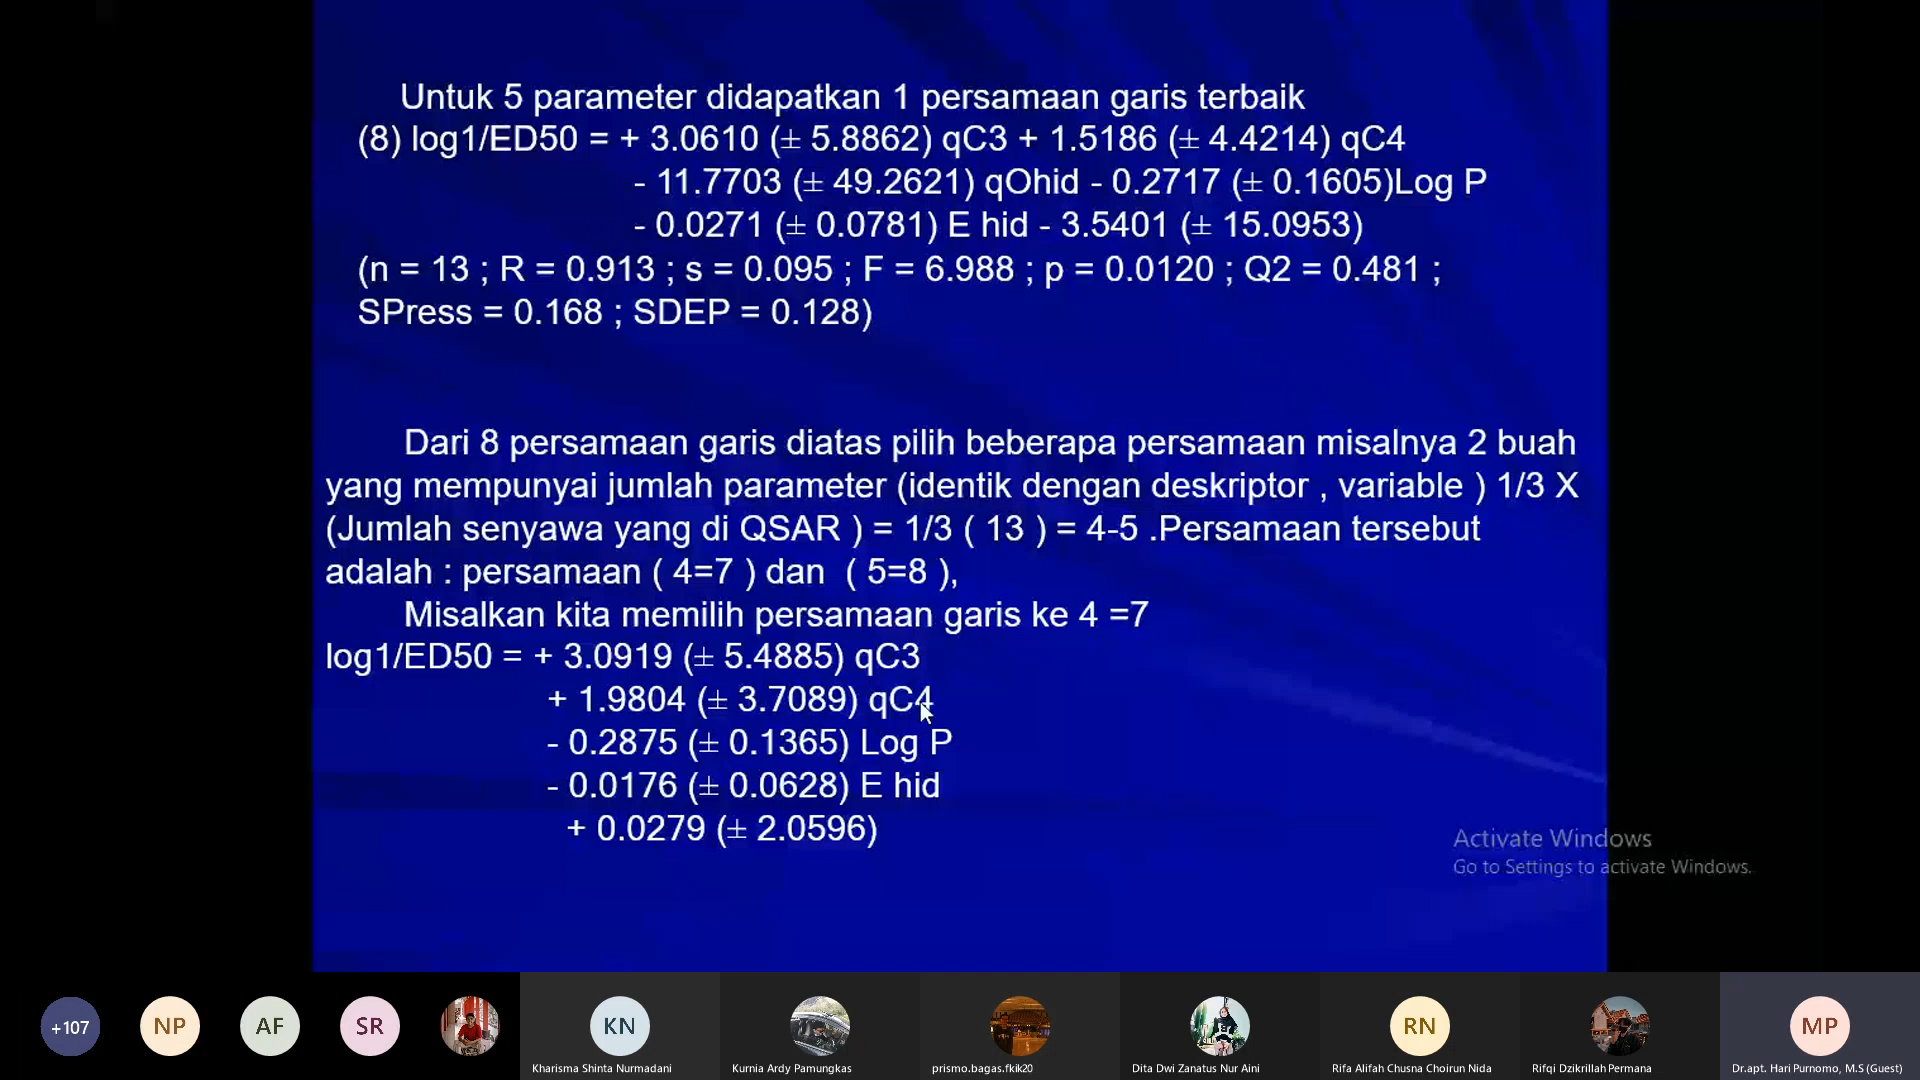 Untuk 5 parameter didapatkan 1 persamaan garis terbaik
(8) log1/ED50 = + 3.0610 (± 5.8862) qC3 + 1.5186 (± 4.4214) qC4
- 11.7703 (± 49.2621) qOhid - 0.2717 (± 0.1605)Log P
- 0.0271 (± 0.0781) E hid - 3.5401 (± 15.0953)
(n = 13 ; R = 0.913 ; s = 0.095 ; F = 6.988 ; p = 0.0120 ; Q2 = 0.481 ;
SPress = 0.168 ; SDEP = 0.128)
Dari 8 persamaan garis diatas pilih beberapa persamaan misalnya 2 buah
yang mempunyai jumlah parameter (identik dengan deskriptor , variable ) 1/3 X
(Jumlah senyawa yang di QSAR ) = 1/3 ( 13 ) = 4-5 .Persamaan tersebut
adalah : persamaan ( 4=7 ) dan ( 5=8 ),
Misalkan kita memilih persamaan garis ke 4 =7
log1/ED50 = + 3.0919 (± 5.4885) qC3
+ 1.9804 (± 3.7089) qC4
- 0.2875 (± 0.1365) Log P
- 0.0176 (± 0.0628) E hid
+ 0.0279 (± 2.0596)
Activate Windows
Go to Settings to activate Windows.
+107
NP
AF
SR
KN
RN
MP
Kharisma Shinta Nurmadani
Kurnia Ardy Pamungkas
prismo.bagas.fkik20
Dita Dwi Zanatus Nur Aini
Rifa Alifah Chusna Choirun Nida
Rifqi Dzikrillah Permana
Dr.apt. Hari Purnomo, M.S (Guest)